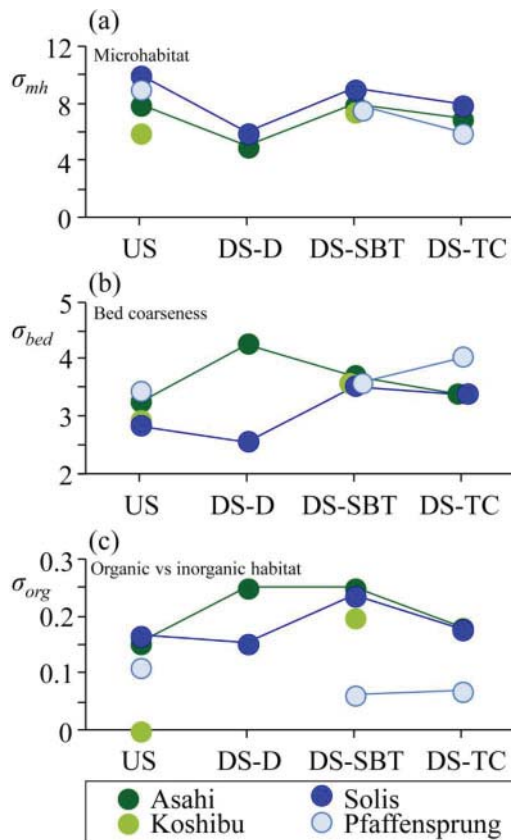 (a)
Microhabitat
σmh
12
8
4
0
US DS-D DS-SBT DS-TC
(b)
Bed coarseness
σbed
5
4
3
2
US DS-D DS-SBT DS-TC
(c)
Organic vs inorganic habitat
σorg
0.3
0.2
0.1
0
US DS-D DS-SBT DS-TC
Asahi Solis
Koshibu Pfaffensprung